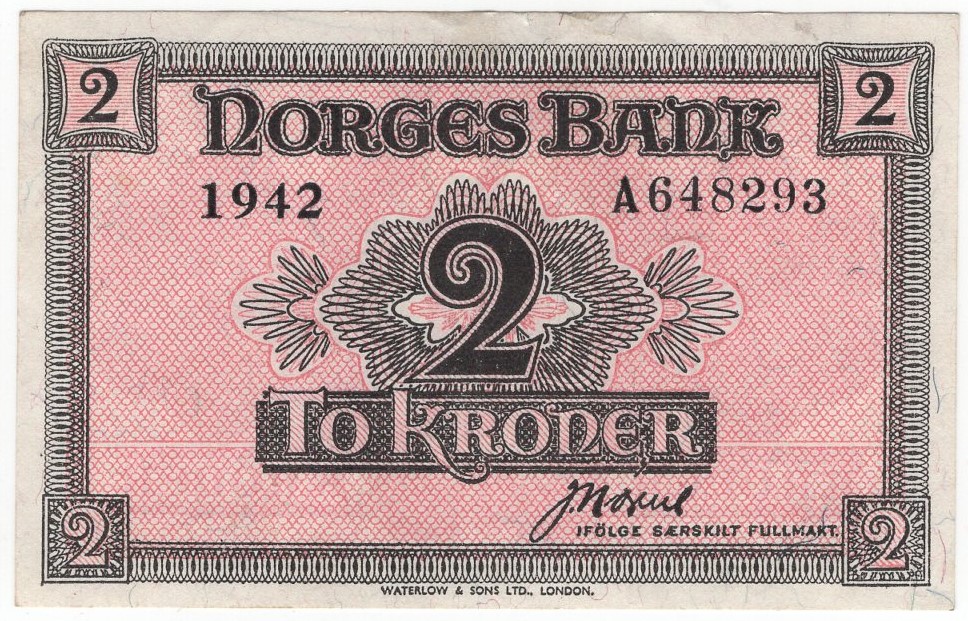 2 2
NORGES BANK
1942 A648293
2
TO KRONER
IFÖLGE SÆRSKILT FULLMAKT.
2 2
WATERLOW & SONS LTD., LONDON.